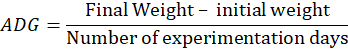 ADG = Final Weight – initial weight / Number of experimentation days